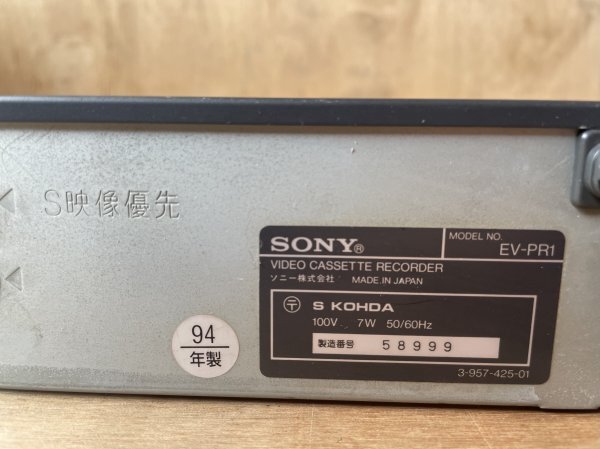 S映像優先
SONY®
MODEL NO. EV-PR1
VIDEO CASSETTE RECORDER
ソニー株式会社 MADE IN JAPAN
〒 S KOHDA
100V 7W 50/60Hz
製造番号 58999
3-957-425-01
94
年製